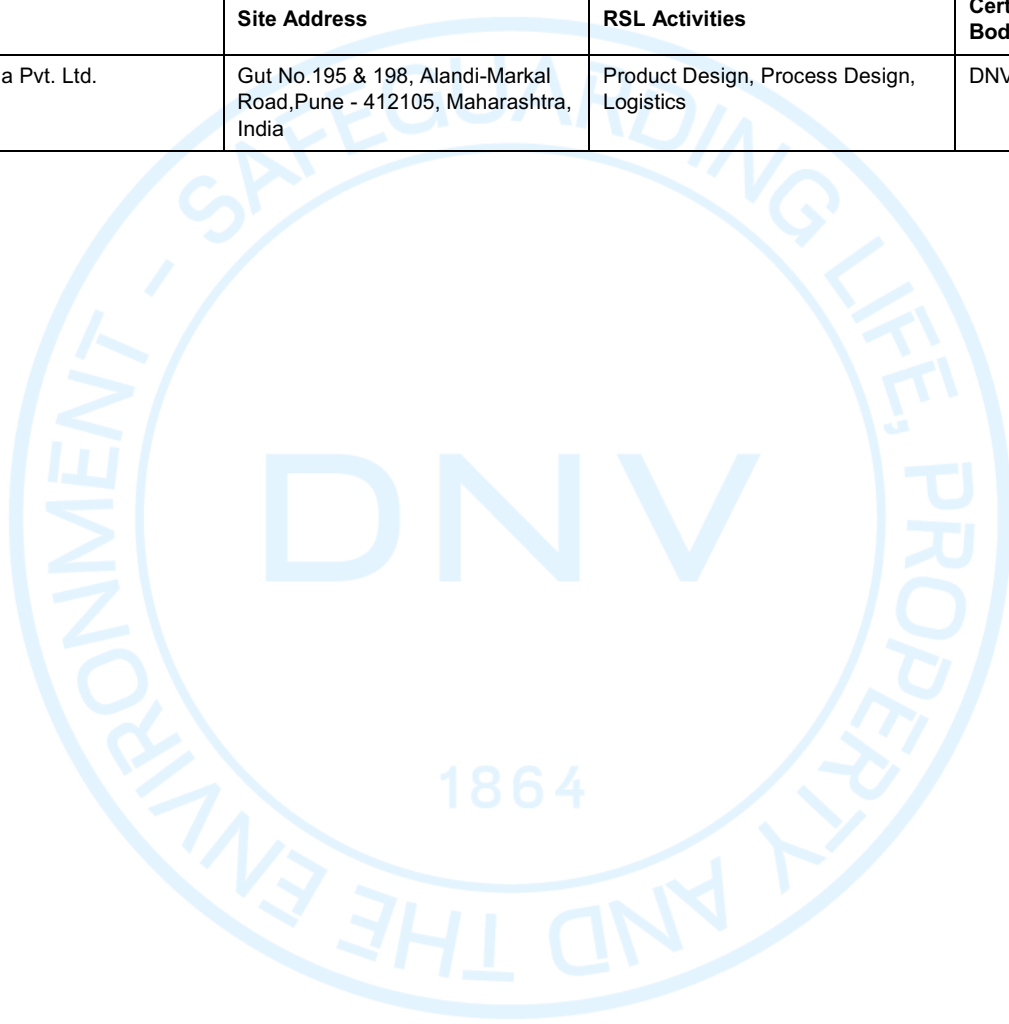 Site Address
RSL Activities
Cert
Bod
a Pvt. Ltd.
Gut No.195 & 198, Alandi-Markal
Road,Pune - 412105, Maharashtra,
India
Product Design, Process Design,
Logistics
DNV
SAFEGUARDING LIFE, PROPERTY AND THE ENVIRONMENT -
DNV
1864